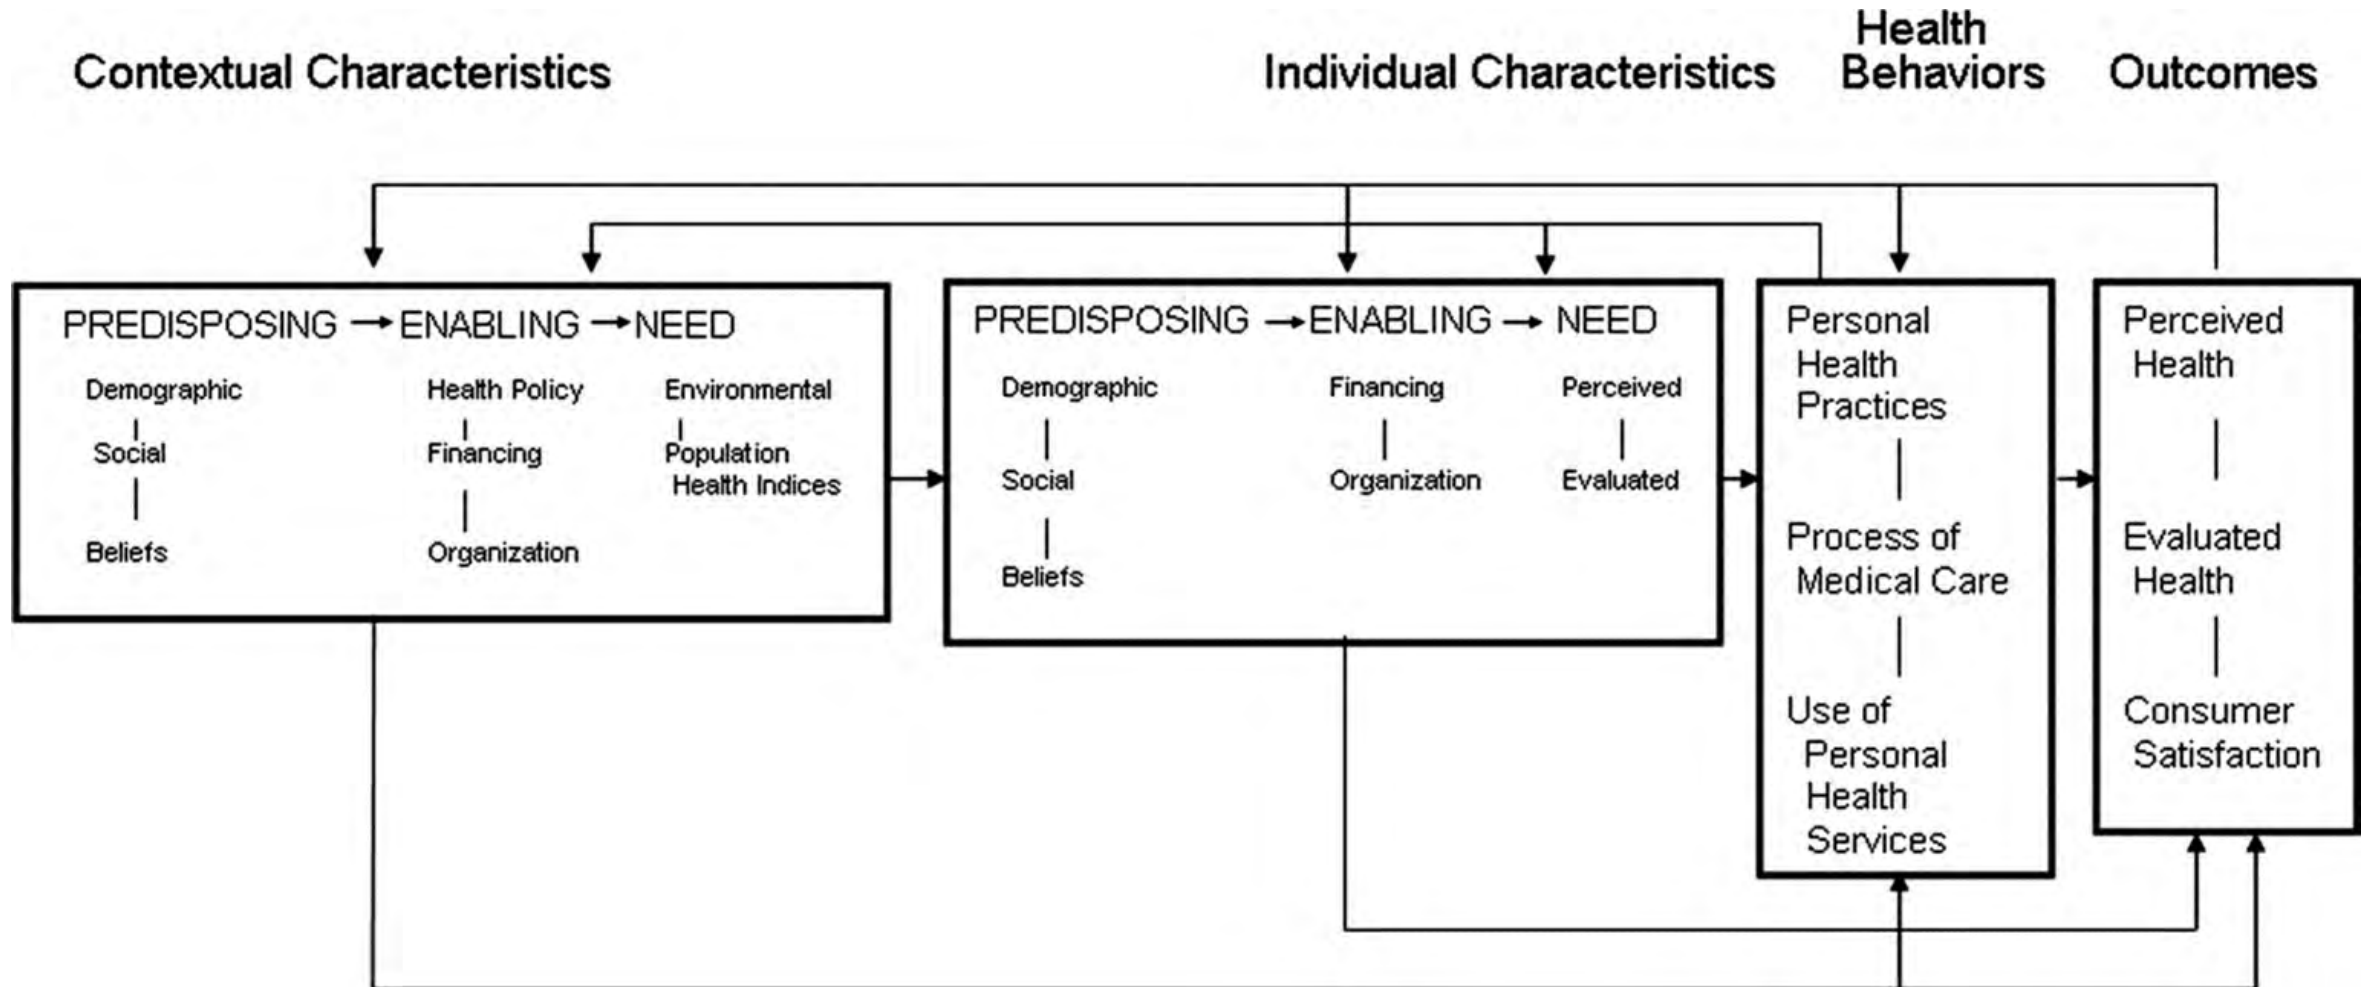 Contextual Characteristics
Individual Characteristics
Health
Behaviors
Outcomes
PREDISPOSING
ENABLING
NEED
Demographic
Social
Beliefs
Health Policy
Financing
Organization
Environmental
Population
Health Indices
PREDISPOSING
ENABLING
NEED
Demographic
Social
Beliefs
Financing
Organization
Perceived
Evaluated
Personal
Health
Practices
Process of
Medical Care
Use of
Personal
Health
Services
Perceived
Health
Evaluated
Health
Consumer
Satisfaction